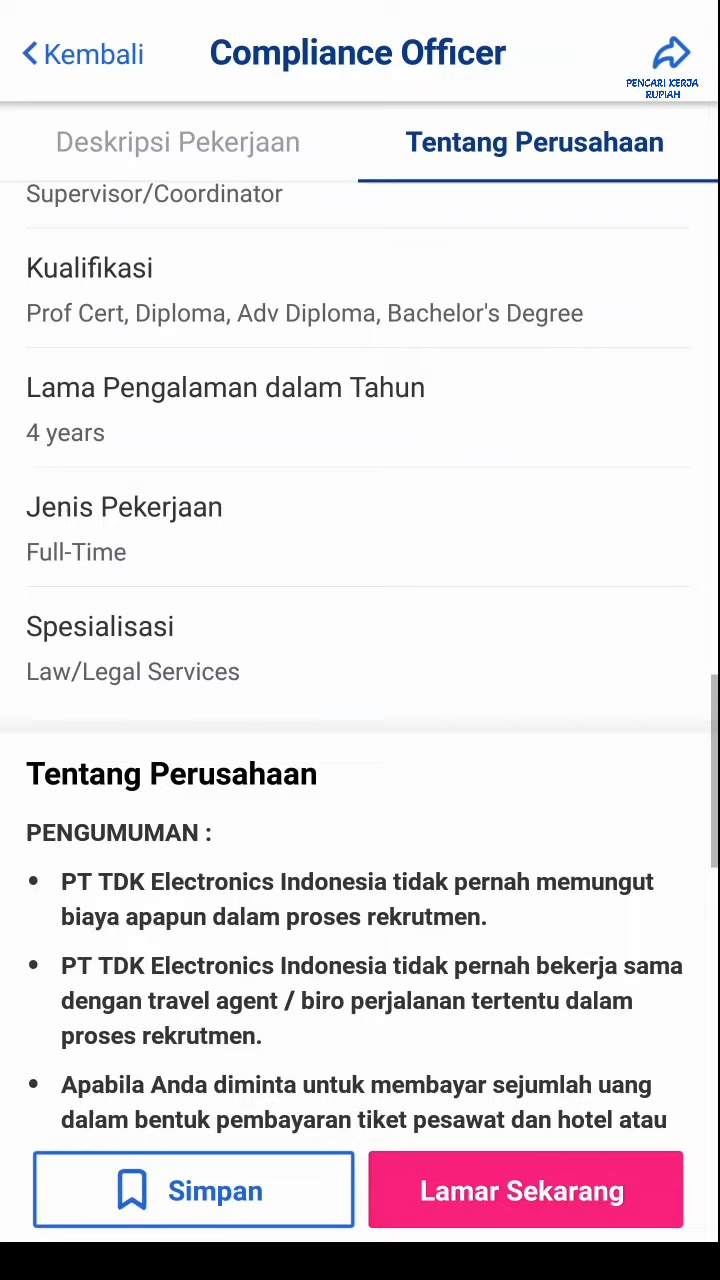 Kembali
Compliance Officer
PENCARI KERJA
RUPIAH
Deskripsi Pekerjaan
Tentang Perusahaan
Supervisor/Coordinator
Kualifikasi
Prof Cert, Diploma, Adv Diploma, Bachelor's Degree
Lama Pengalaman dalam Tahun
4 years
Jenis Pekerjaan
Full-Time
Spesialisasi
Law/Legal Services
Tentang Perusahaan
PENGUMUMAN :
• PT TDK Electronics Indonesia tidak pernah memungut
biaya apapun dalam proses rekrutmen.
• PT TDK Electronics Indonesia tidak pernah bekerja sama
dengan travel agent / biro perjalanan tertentu dalam
proses rekrutmen.
• Apabila Anda diminta untuk membayar sejumlah uang
dalam bentuk pembayaran tiket pesawat dan hotel atau
Simpan
Lamar Sekarang